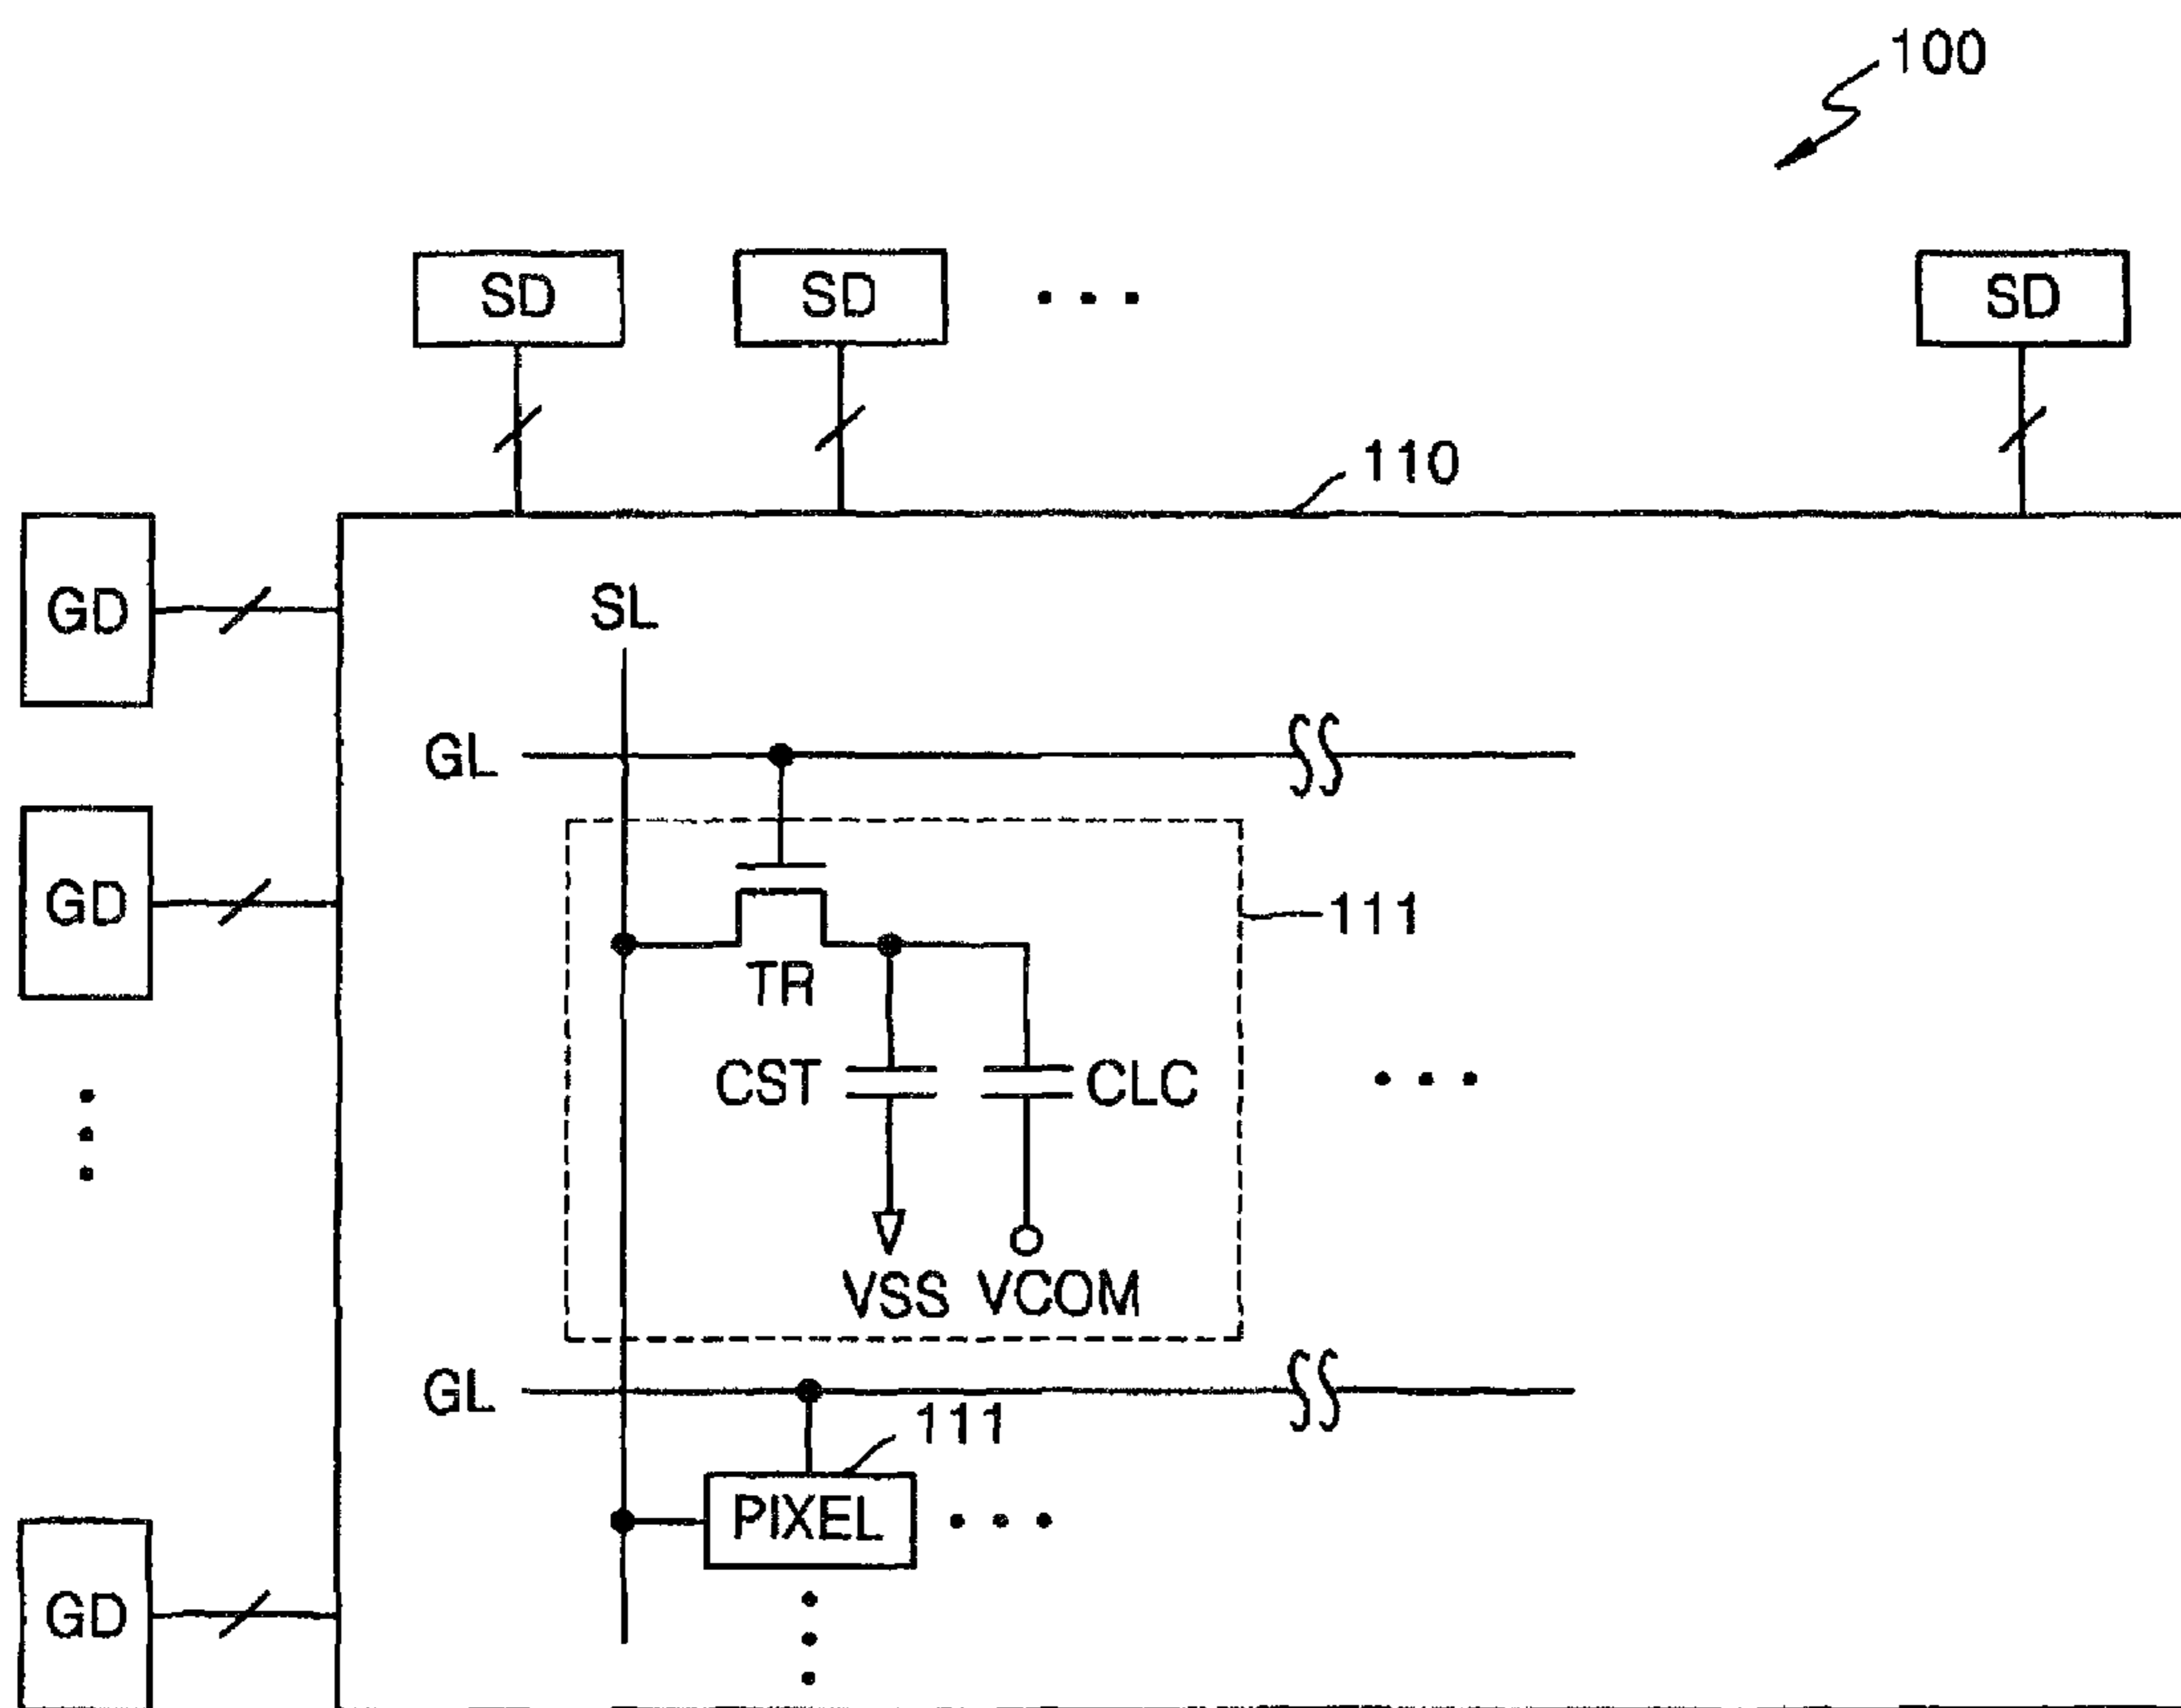 100
SD SD • • • SD
110
GD
SL
GL
GD
111
TR
CST CLC
• • •
VSS VCOM
GL
111
PIXEL • • •
GD